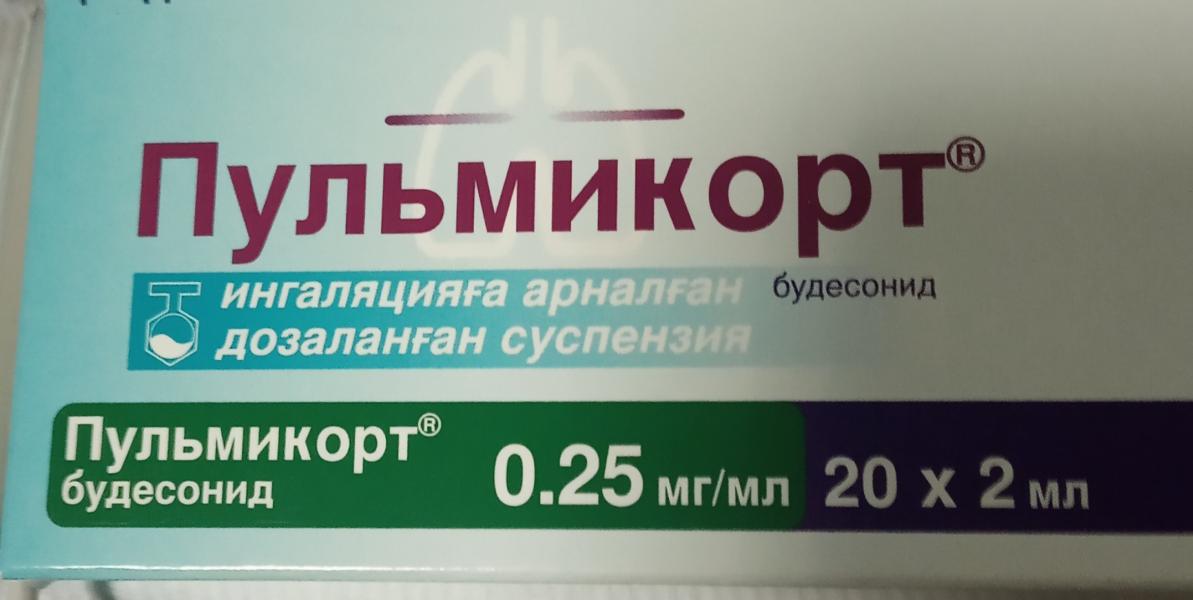 Пульмикорт®
ингаляцияға арналған
дозаланған суспензия
будесонид
Пульмикорт®
будесонид
0.25 мг/мл
20 x 2 мл